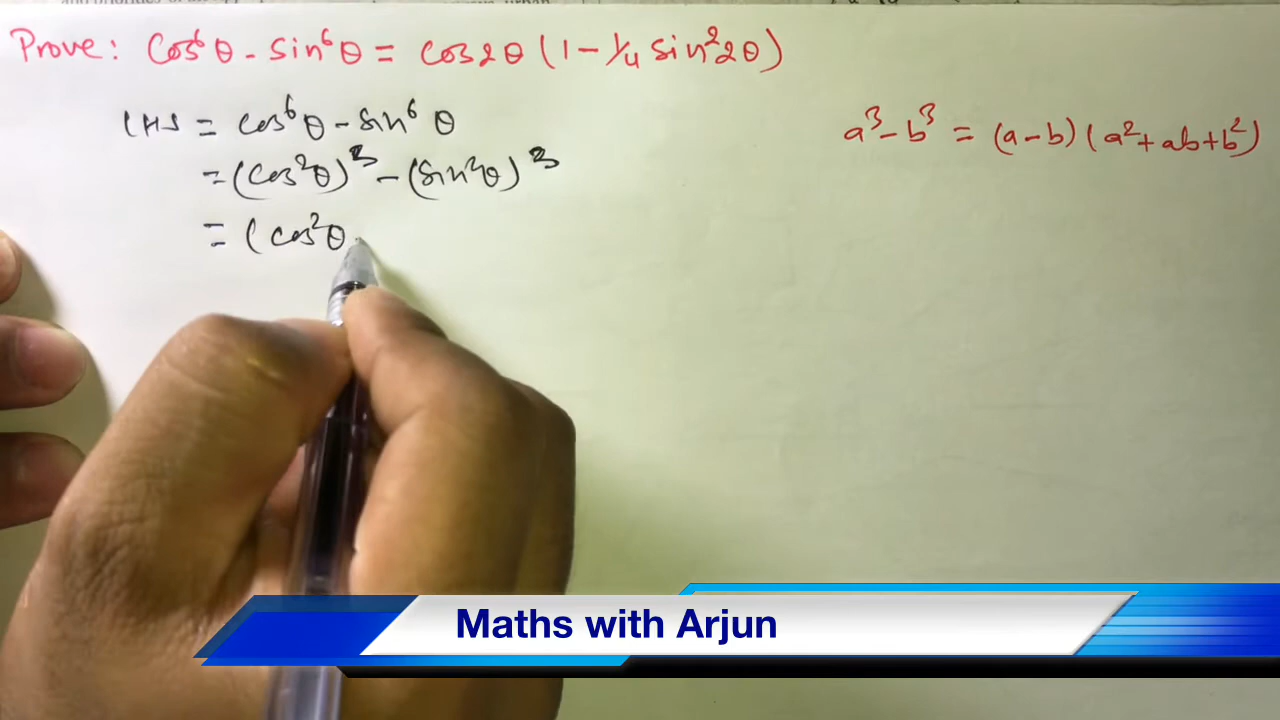 Prove: cos⁶θ - sin⁶θ = cos2θ (1 - 1/4 sin²2θ)
LHS = cos⁶θ - sin⁶θ
a³ - b³ = (a - b) (a² + ab + b²)
= (cos²θ)³ - (sin²θ)³
= (cos²θ
Maths with Arjun